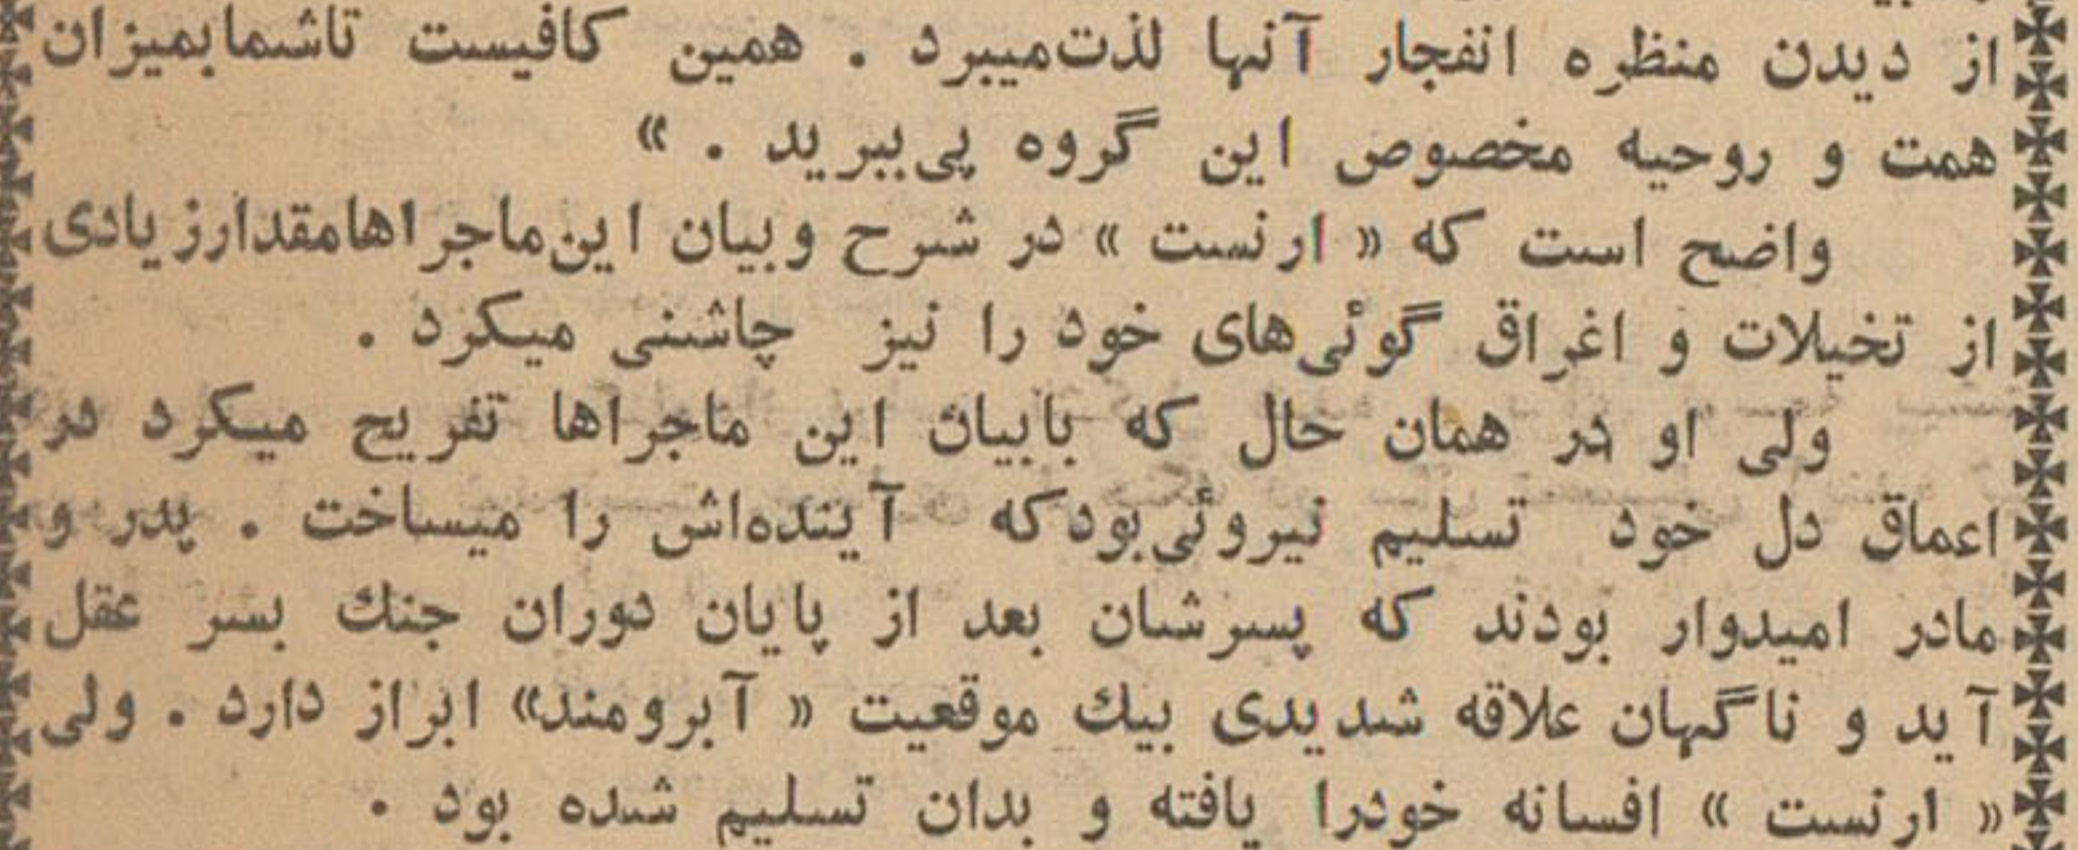 از دیدن منظره انفجار آنها لذت‌میبرد . همین کافیست تاشمابمیزان
همت و روحیه مخصوص این گروه پی‌ببرید . »
واضح است که « ارنست » در شرح وبیان این‌ماجراهامقدارزیادی
از تخیلات و اغراق گوئی‌های خود را نیز چاشنی میکرد .
ولی او در همان حال که بابیان این ماجراها تفریح میکرد در
اعماق دل خود تسلیم نیروئی‌بودکه آینده‌اش را میساخت . پدر و
مادر امیدوار بودند که پسرشان بعد از پایان دوران جنك بسر عقل
آید و ناگهان علاقه شدیدی بیك موقعیت « آبرومند» ابراز دارد . ولی
« ارنست » افسانه خودرا یافته و بدان تسلیم شده بود .